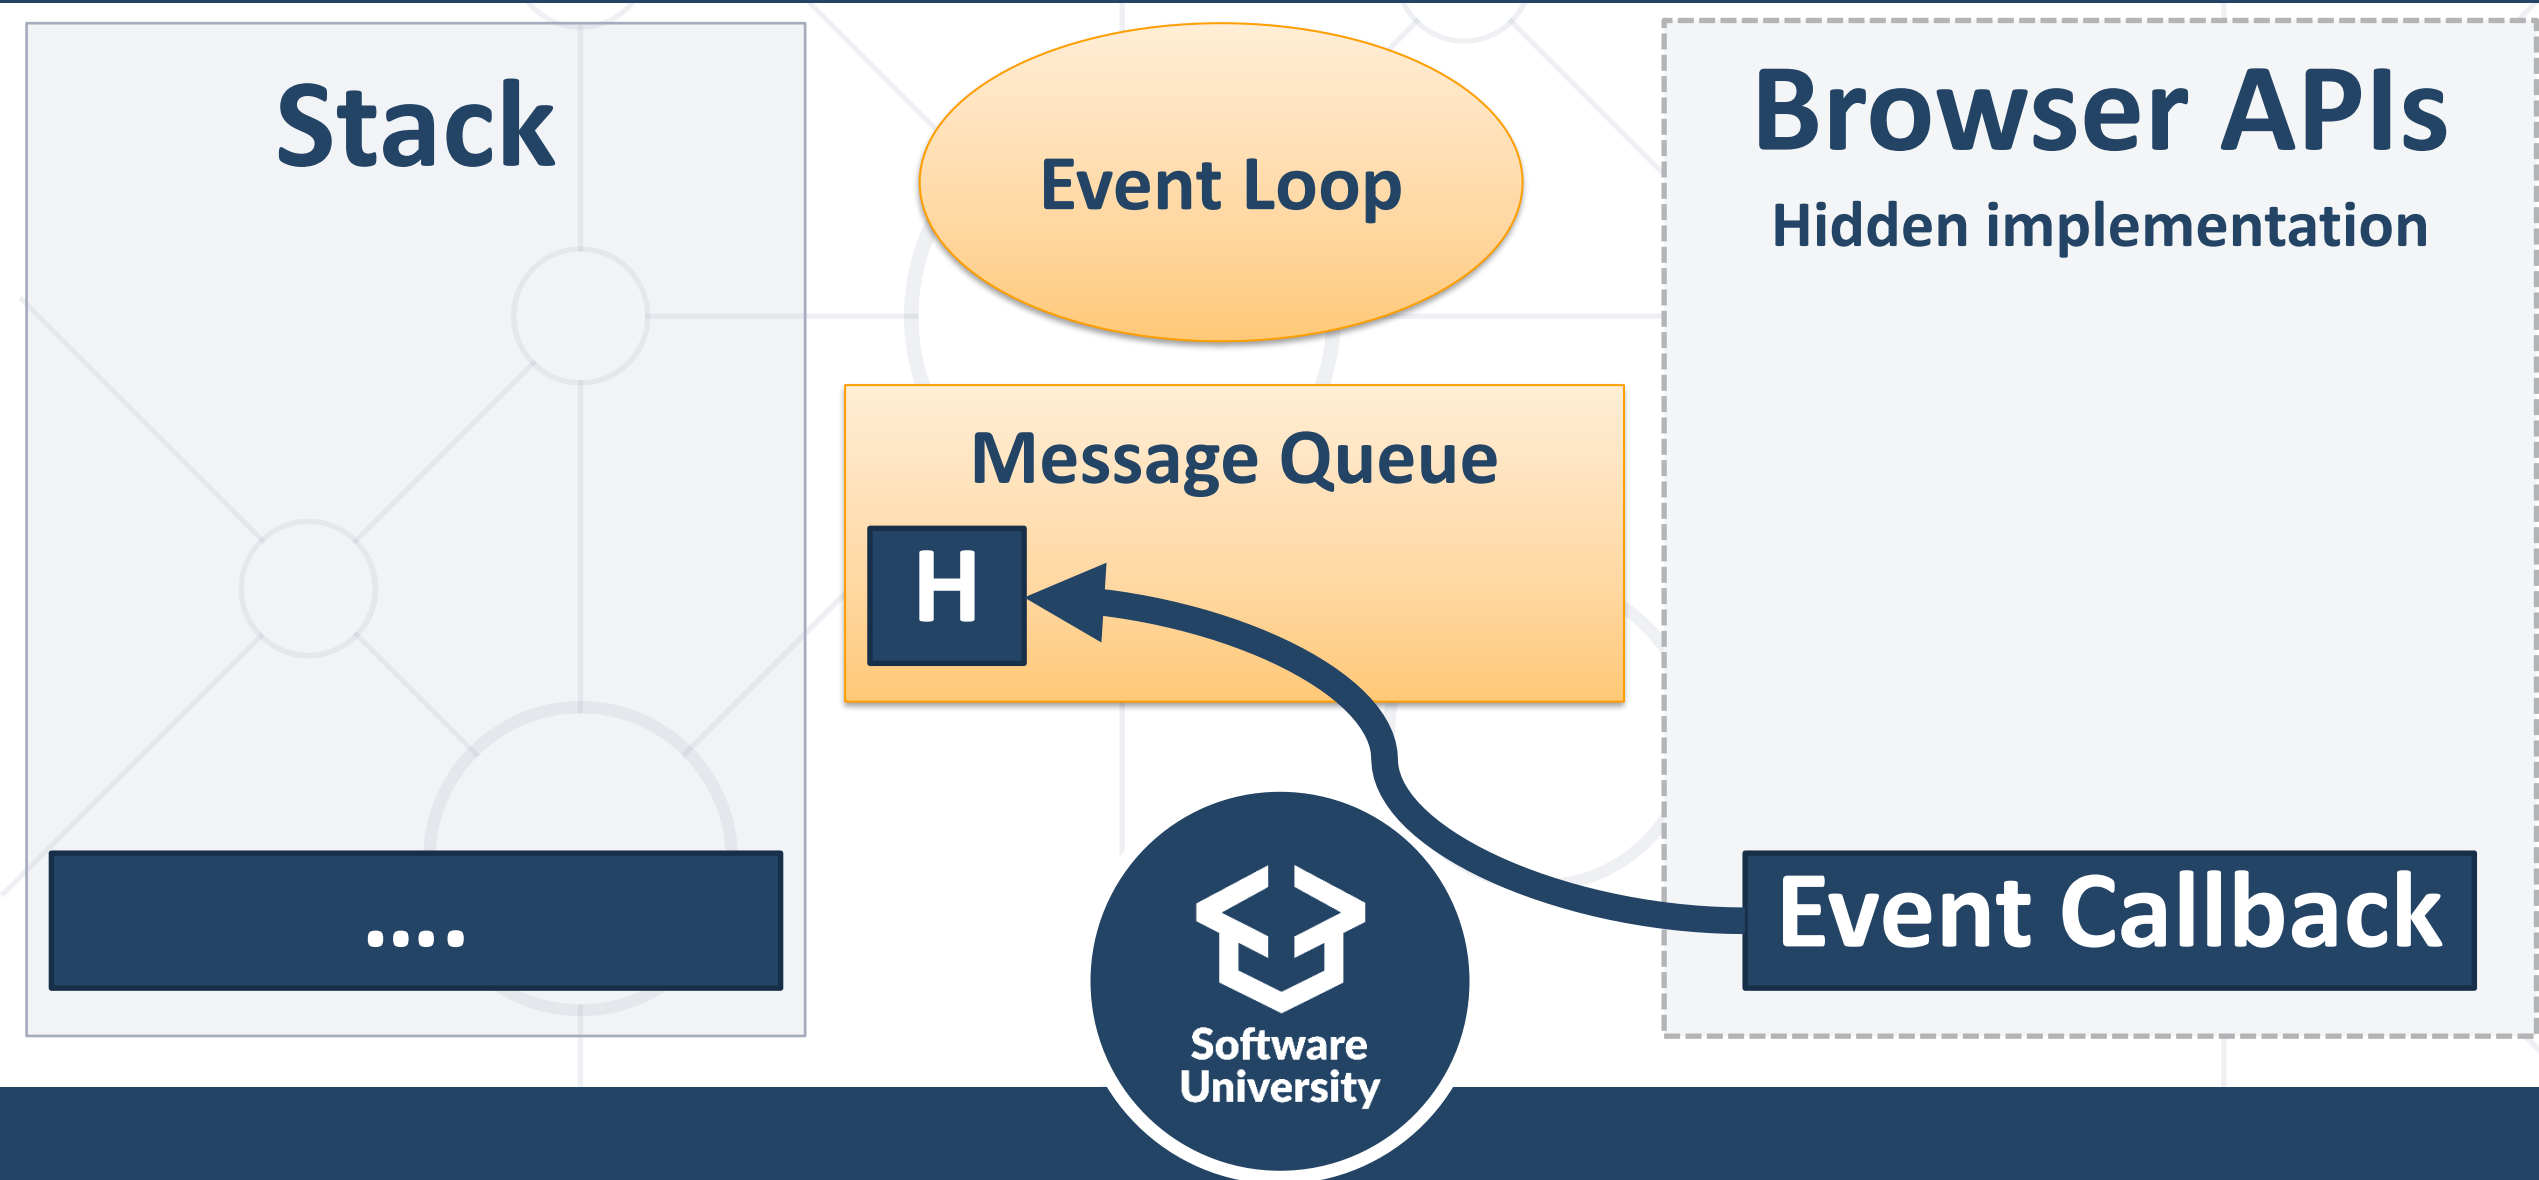 Stack
Event Loop
Browser APIs
Hidden implementation
Message Queue
H
....
Event Callback
Software
University